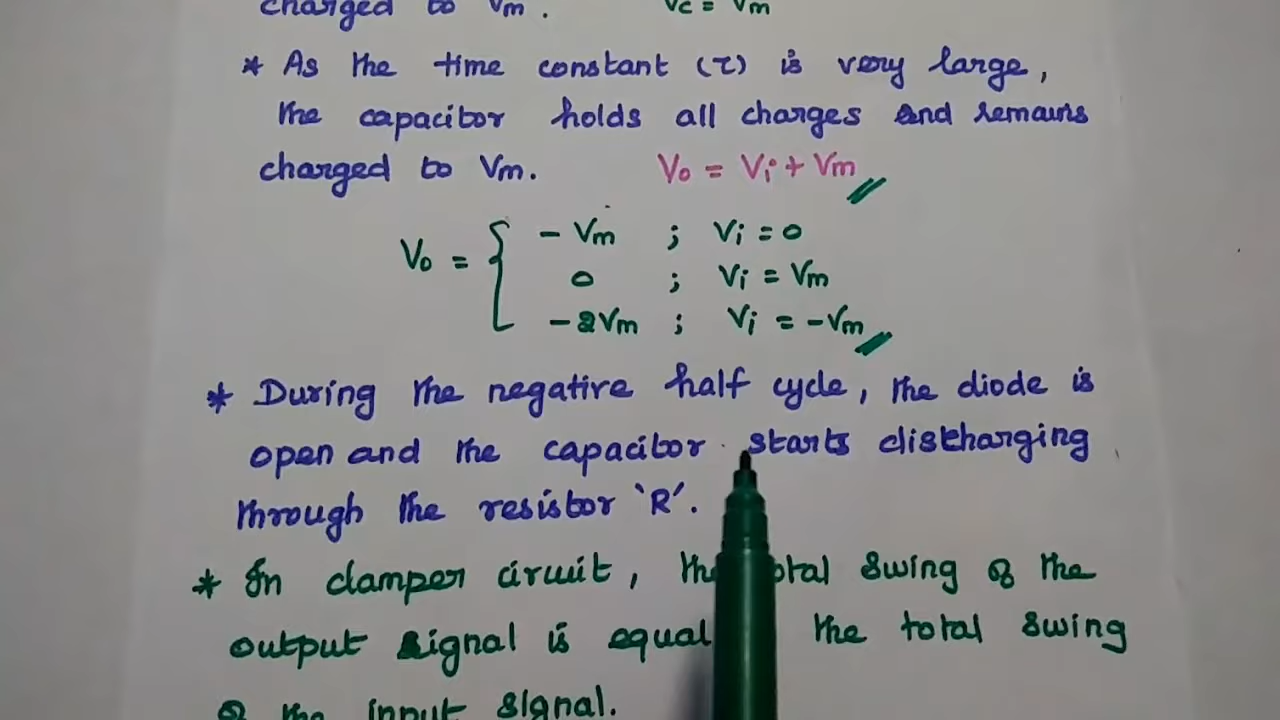 charged to Vm. Vc = Vm
* As the time constant (τ) is very large,
the capacitor holds all charges and remains
charged to Vm. Vo = Vi + Vm
Vo = { - Vm ; Vi = 0
0 ; Vi = Vm
- 2Vm ; Vi = -Vm
* During the negative half cycle, the diode is
open and the capacitor starts discharging
through the resistor 'R'.
* In clamper circuit, the total swing of the
output signal is equal the total swing
of the input signal.